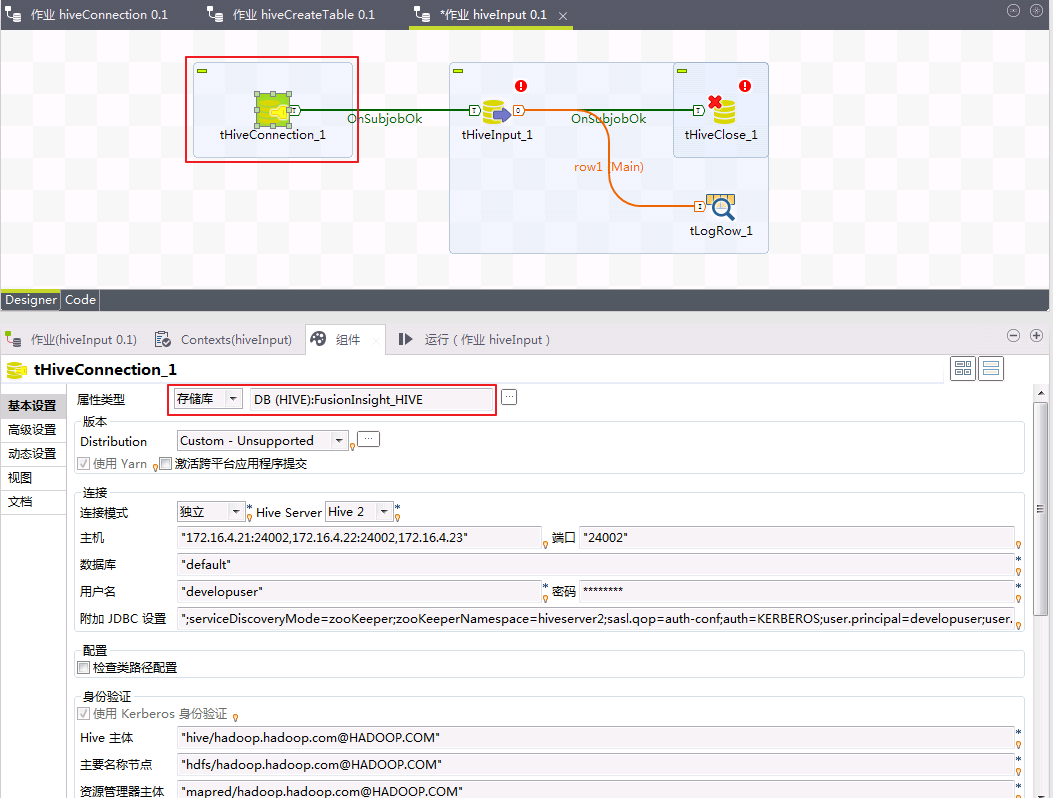 作业 hiveConnection 0.1 作业 hiveCreateTable 0.1 *作业 hiveInput 0.1
OnSubjobOk OnSubjobOk
tHiveConnection_1 tHiveInput_1 tHiveClose_1
row1 (Main)
tLogRow_1
Designer Code
作业(hiveInput 0.1) Contexts(hiveInput) 组件 运行 ( 作业 hiveInput )
tHiveConnection_1
基本设置
高级设置
动态设置
视图
文档
属性类型 存储库 DB (HIVE):FusionInsight_HIVE
版本
Distribution Custom - Unsupported
使用 Yarn 激活跨平台应用程序提交
连接
连接模式 独立 * Hive Server Hive 2 *
主机 "172.16.4.21:24002,172.16.4.22:24002,172.16.4.23" 端口 "24002"
数据库 "default" *
用户名 "developuser" * 密码 ******** *
附加 JDBC 设置 ";serviceDiscoveryMode=zooKeeper;zooKeeperNamespace=hiveserver2;sasl.qop=auth-conf;auth=KERBEROS;user.principal=developuser;user.
配置
检查类路径配置
身份验证
使用 Kerberos 身份验证
Hive 主体 "hive/hadoop.hadoop.com@HADOOP.COM" *
主要名称节点 "hdfs/hadoop.hadoop.com@HADOOP.COM" *
资源管理器主体 "mapred/hadoop.hadoop.com@HADOOP.COM" *